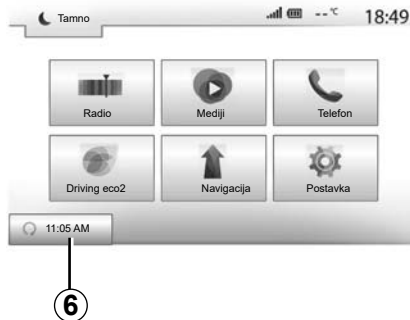 Tamno
--°C
18:49
Radio
Mediji
Telefon
Driving eco2
Navigacija
Postavka
11:05 AM
6